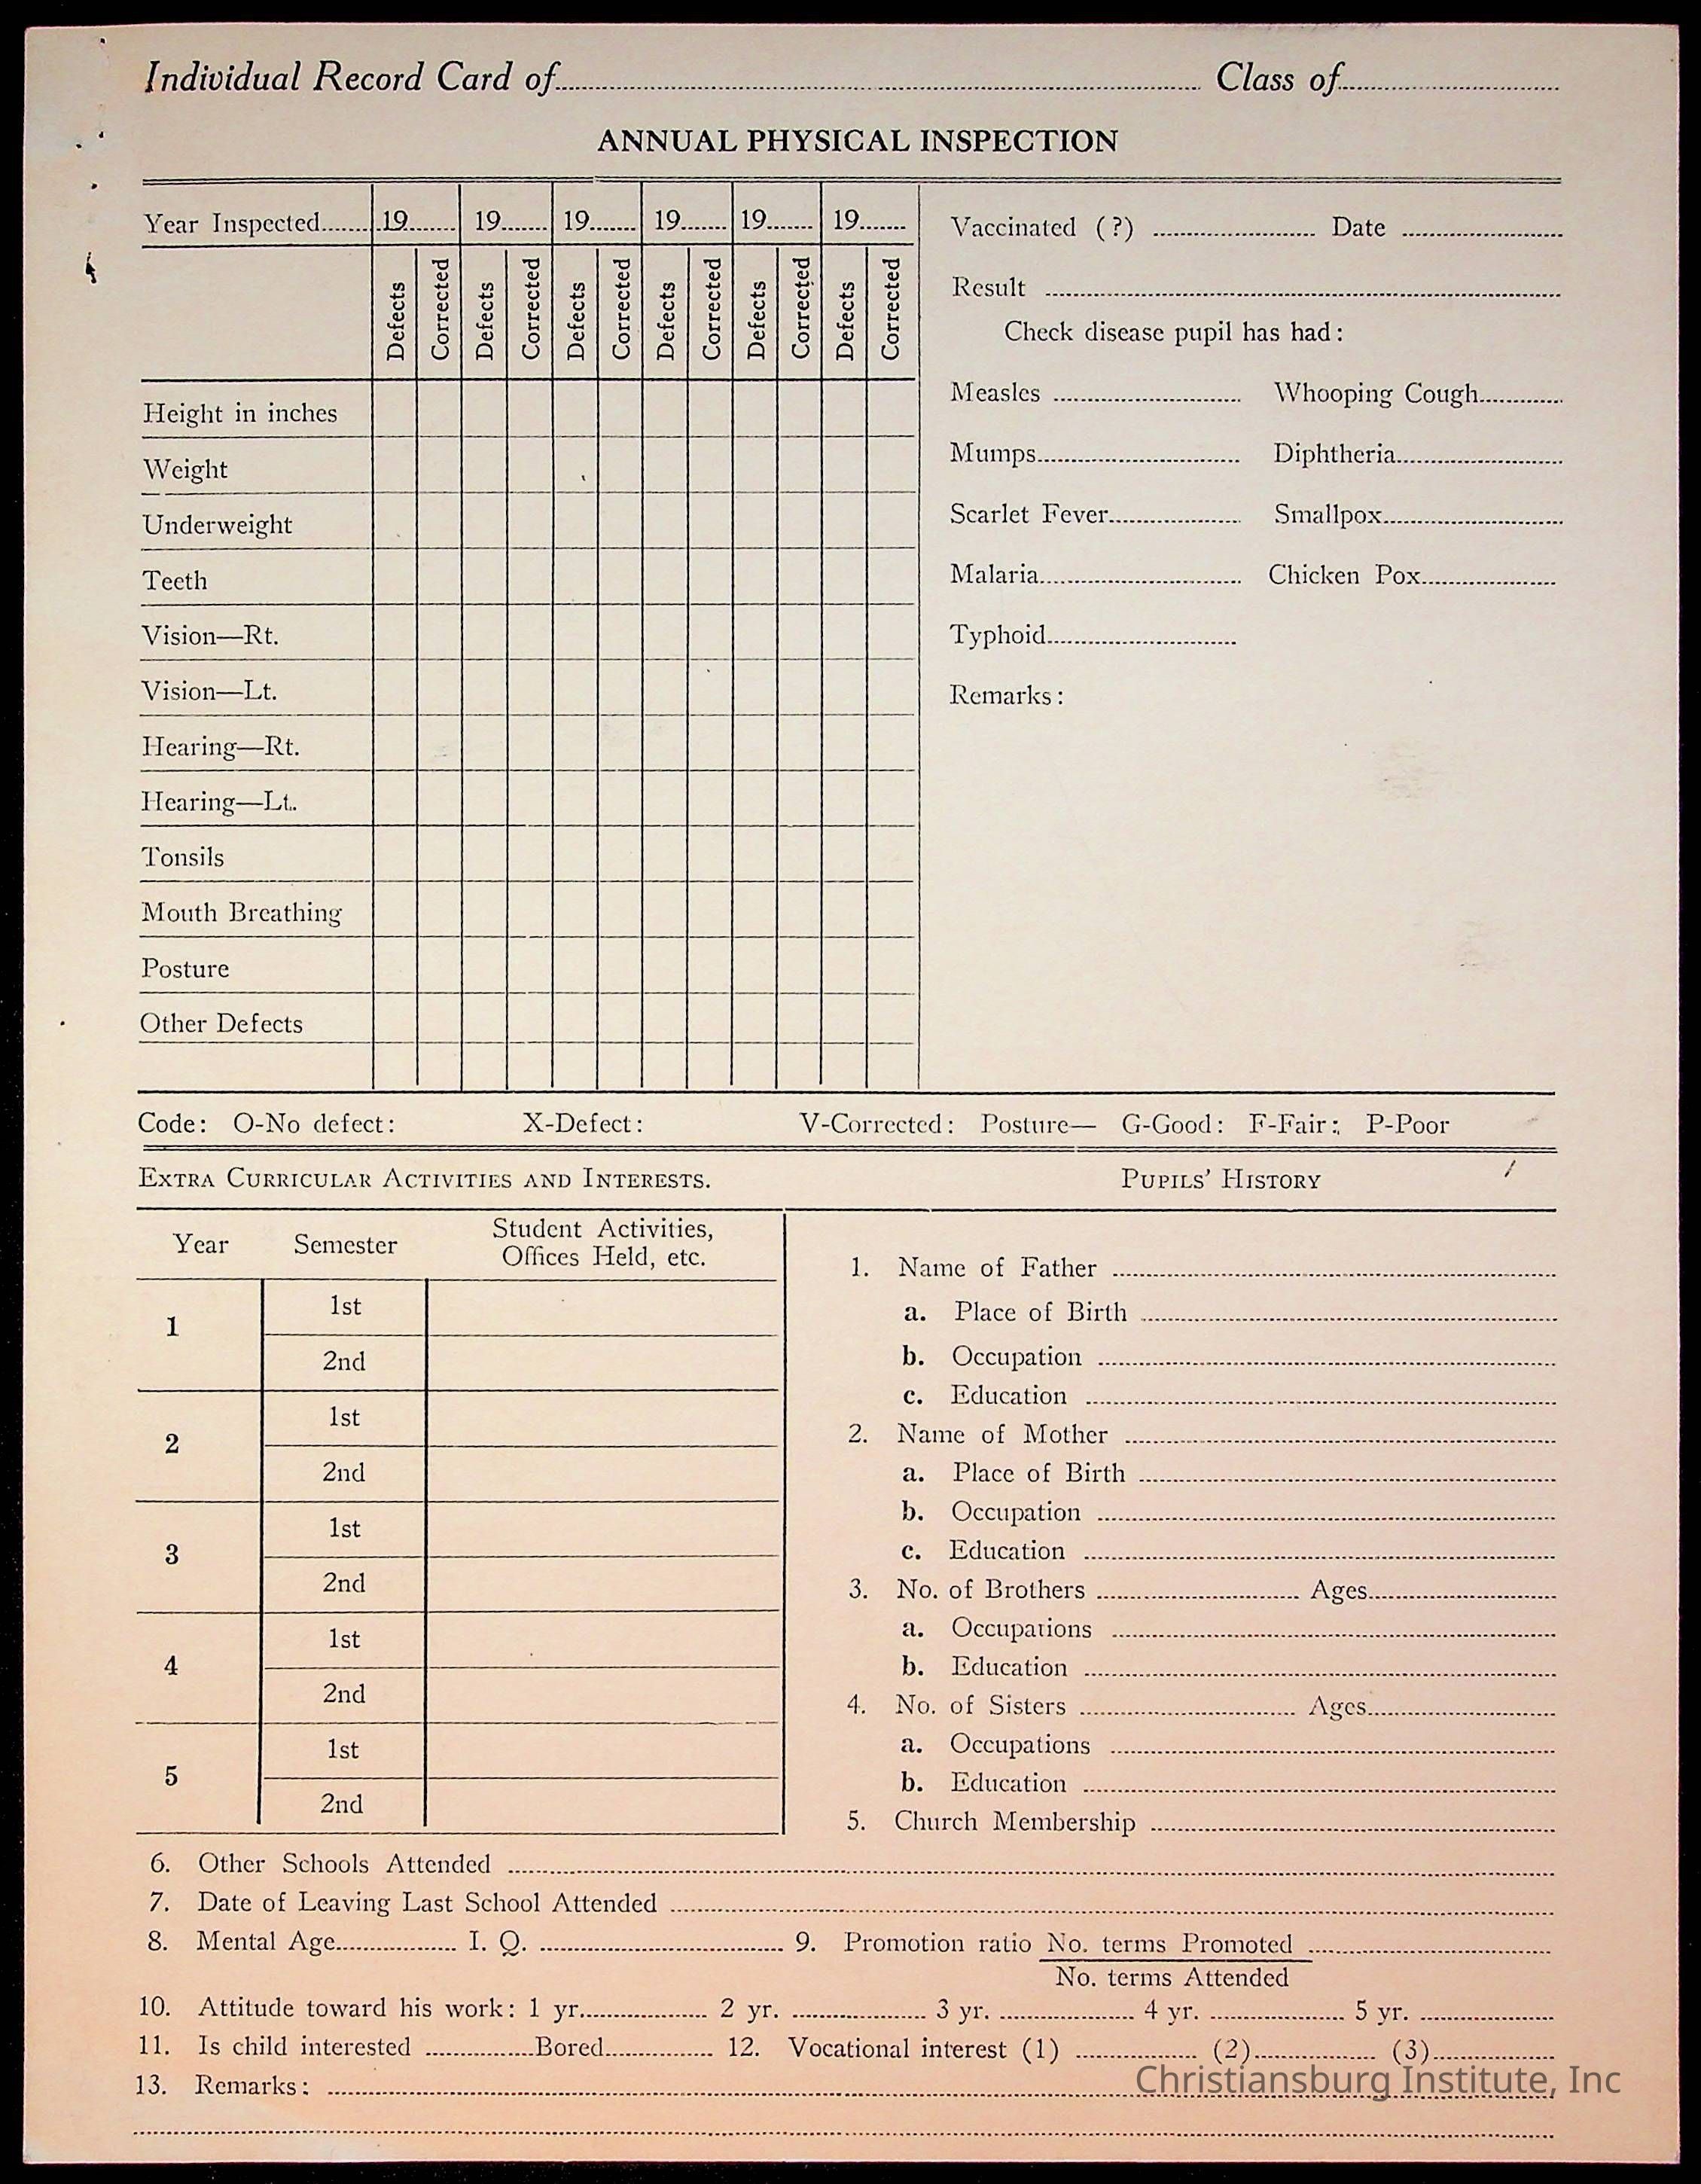 Individual Record Card of.......... Class of..........
ANNUAL PHYSICAL INSPECTION
Year Inspected........ 19........ 19........ 19........ 19........ 19........ 19........
Defects Corrected Defects Corrected Defects Corrected Defects Corrected Defects Corrected Defects Corrected
Height in inches
Weight
Underweight
Teeth
Vision—Rt.
Vision—Lt.
Hearing—Rt.
Hearing—Lt.
Tonsils
Mouth Breathing
Posture
Other Defects
Vaccinated (?) .......... Date ..........
Result ..........
Check disease pupil has had:
Measles .......... Whooping Cough..........
Mumps.......... Diphtheria..........
Scarlet Fever.......... Smallpox..........
Malaria.......... Chicken Pox..........
Typhoid..........
Remarks:
Code: O-No defect: X-Defect: V-Corrected: Posture— G-Good: F-Fair: P-Poor
EXTRA CURRICULAR ACTIVITIES AND INTERESTS.
Year Semester Student Activities,
Offices Held, etc.
1 1st
2nd
2 1st
2nd
3 1st
2nd
4 1st
2nd
5 1st
2nd
PUPILS' HISTORY
1. Name of Father ..........
a. Place of Birth ..........
b. Occupation ..........
c. Education ..........
2. Name of Mother ..........
a. Place of Birth ..........
b. Occupation ..........
c. Education ..........
3. No. of Brothers .......... Ages..........
a. Occupations ..........
b. Education ..........
4. No. of Sisters .......... Ages..........
a. Occupations ..........
b. Education ..........
5. Church Membership ..........
6. Other Schools Attended ..........
7. Date of Leaving Last School Attended ..........
8. Mental Age.......... I. Q. .......... 9. Promotion ratio No. terms Promoted ..........
No. terms Attended
10. Attitude toward his work: 1 yr.......... 2 yr. .......... 3 yr. .......... 4 yr. .......... 5 yr. ..........
11. Is child interested ..........Bored.......... 12. Vocational interest (1) .......... (2).......... (3)..........
13. Remarks: ..........
Christiansburg Institute, Inc